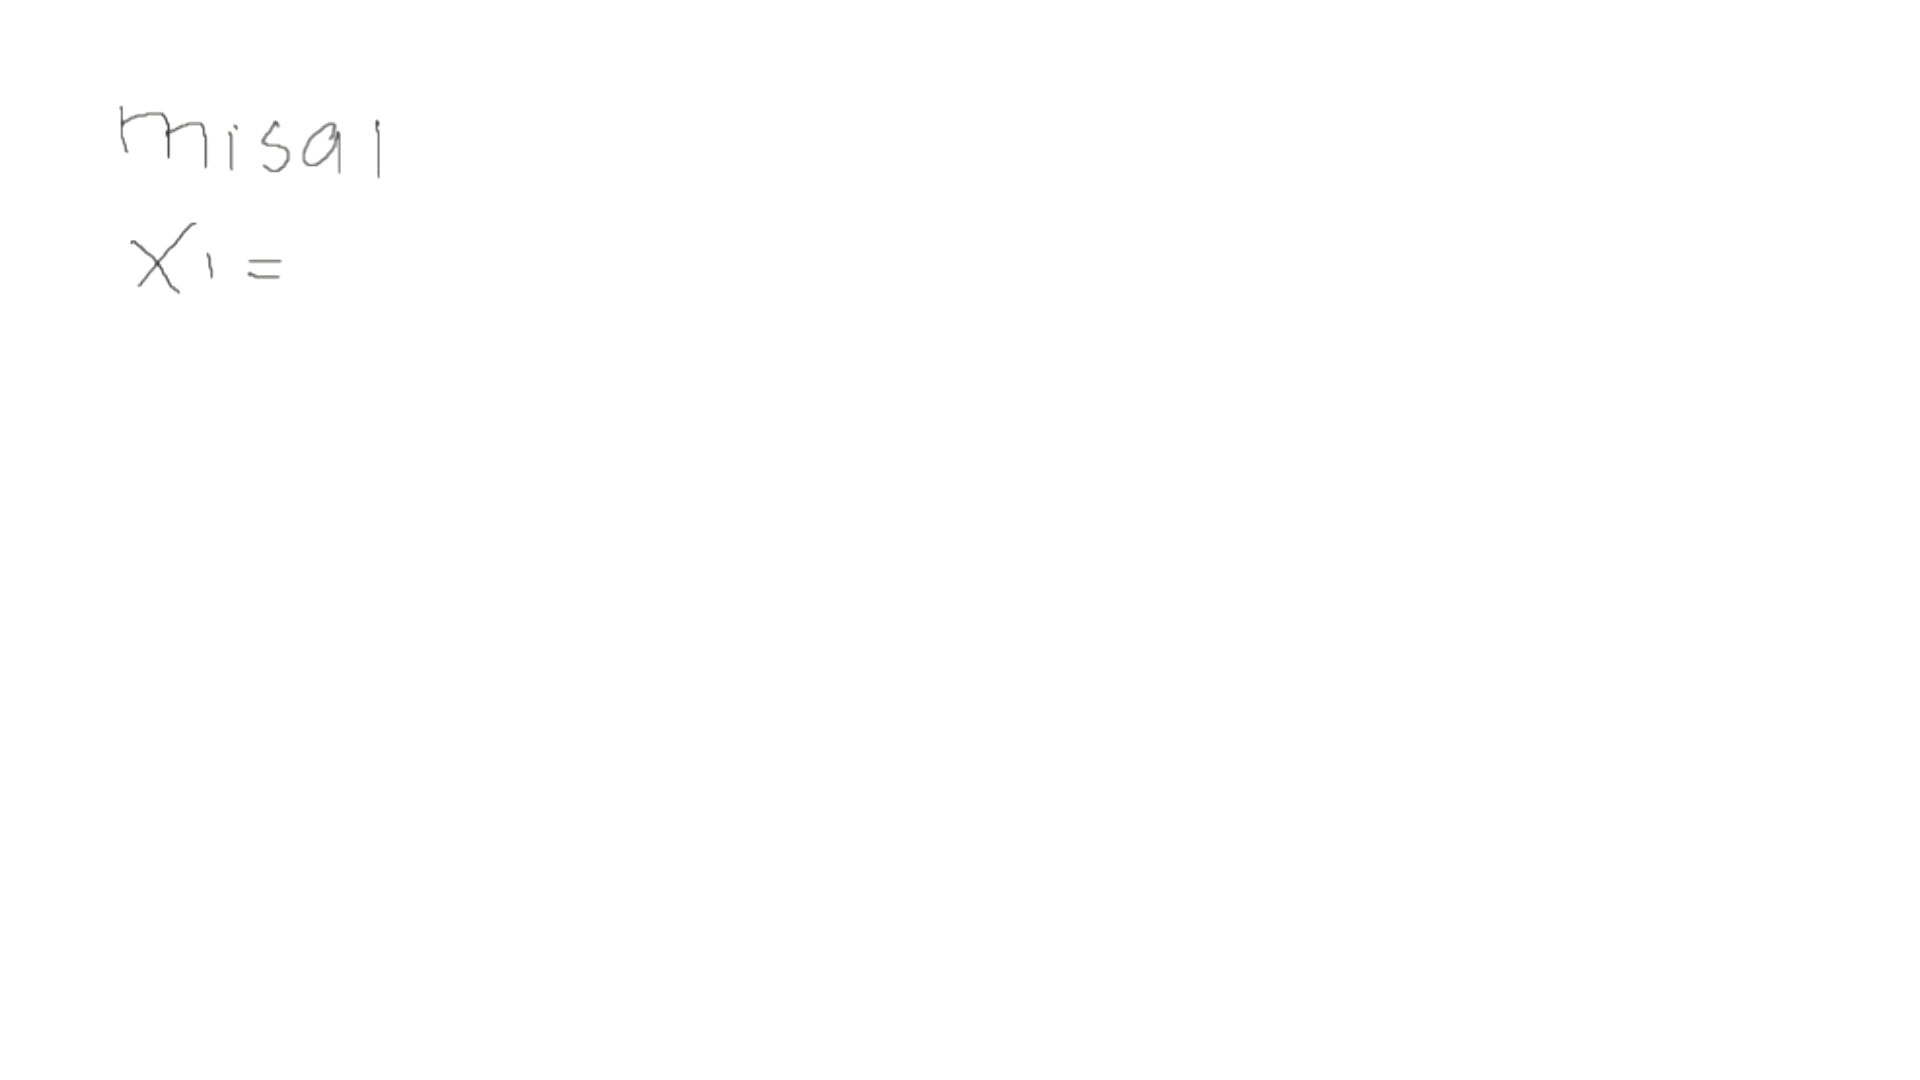 misal
X₁ =